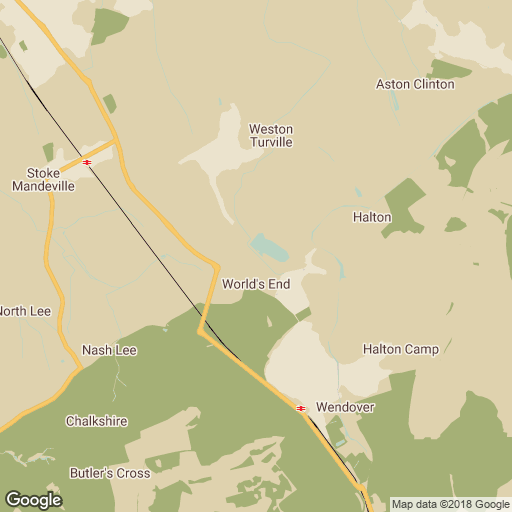 Aston Clinton
Weston
Turville
Stoke
Mandeville
Halton
World's End
North Lee
Nash Lee
Halton Camp
Wendover
Chalkshire
Butler's Cross
Google
Map data ©2018 Google